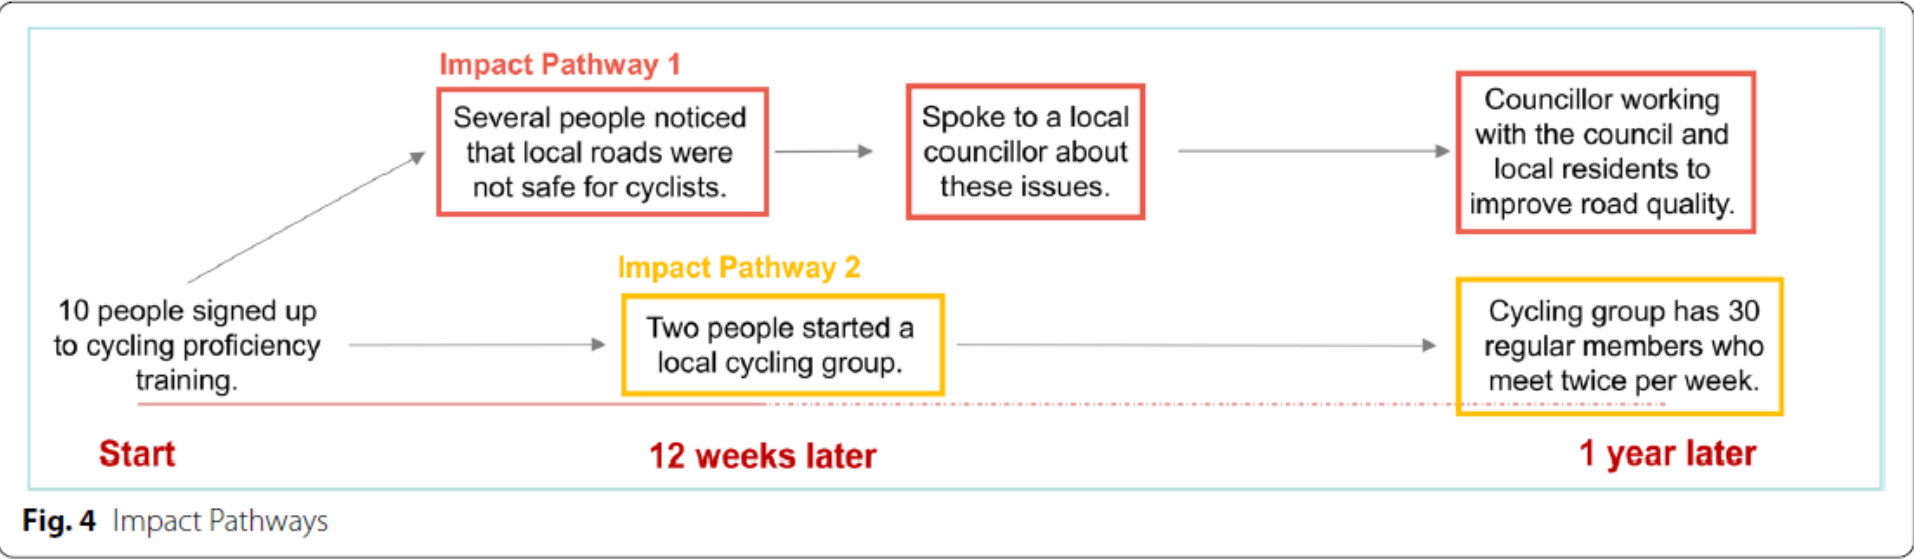 Impact Pathway 1
Several people noticed
that local roads were
not safe for cyclists.
Spoke to a local
councillor about
these issues.
Councillor working
with the council and
local residents to
improve road quality.
10 people signed up
to cycling proficiency
training.
Impact Pathway 2
Two people started a
local cycling group.
Cycling group has 30
regular members who
meet twice per week.
Start
12 weeks later
1 year later
Fig. 4 Impact Pathways